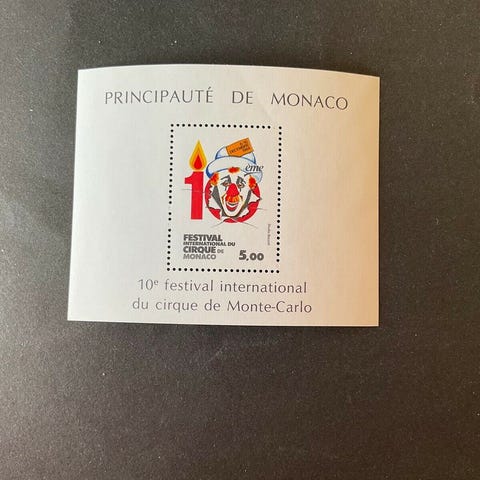 PRINCIPAUTÉ DE MONACO
10
ème
FESTIVAL
INTERNATIONAL DU
CIRQUE DE
MONACO
5,00
10e festival international
du cirque de Monte-Carlo